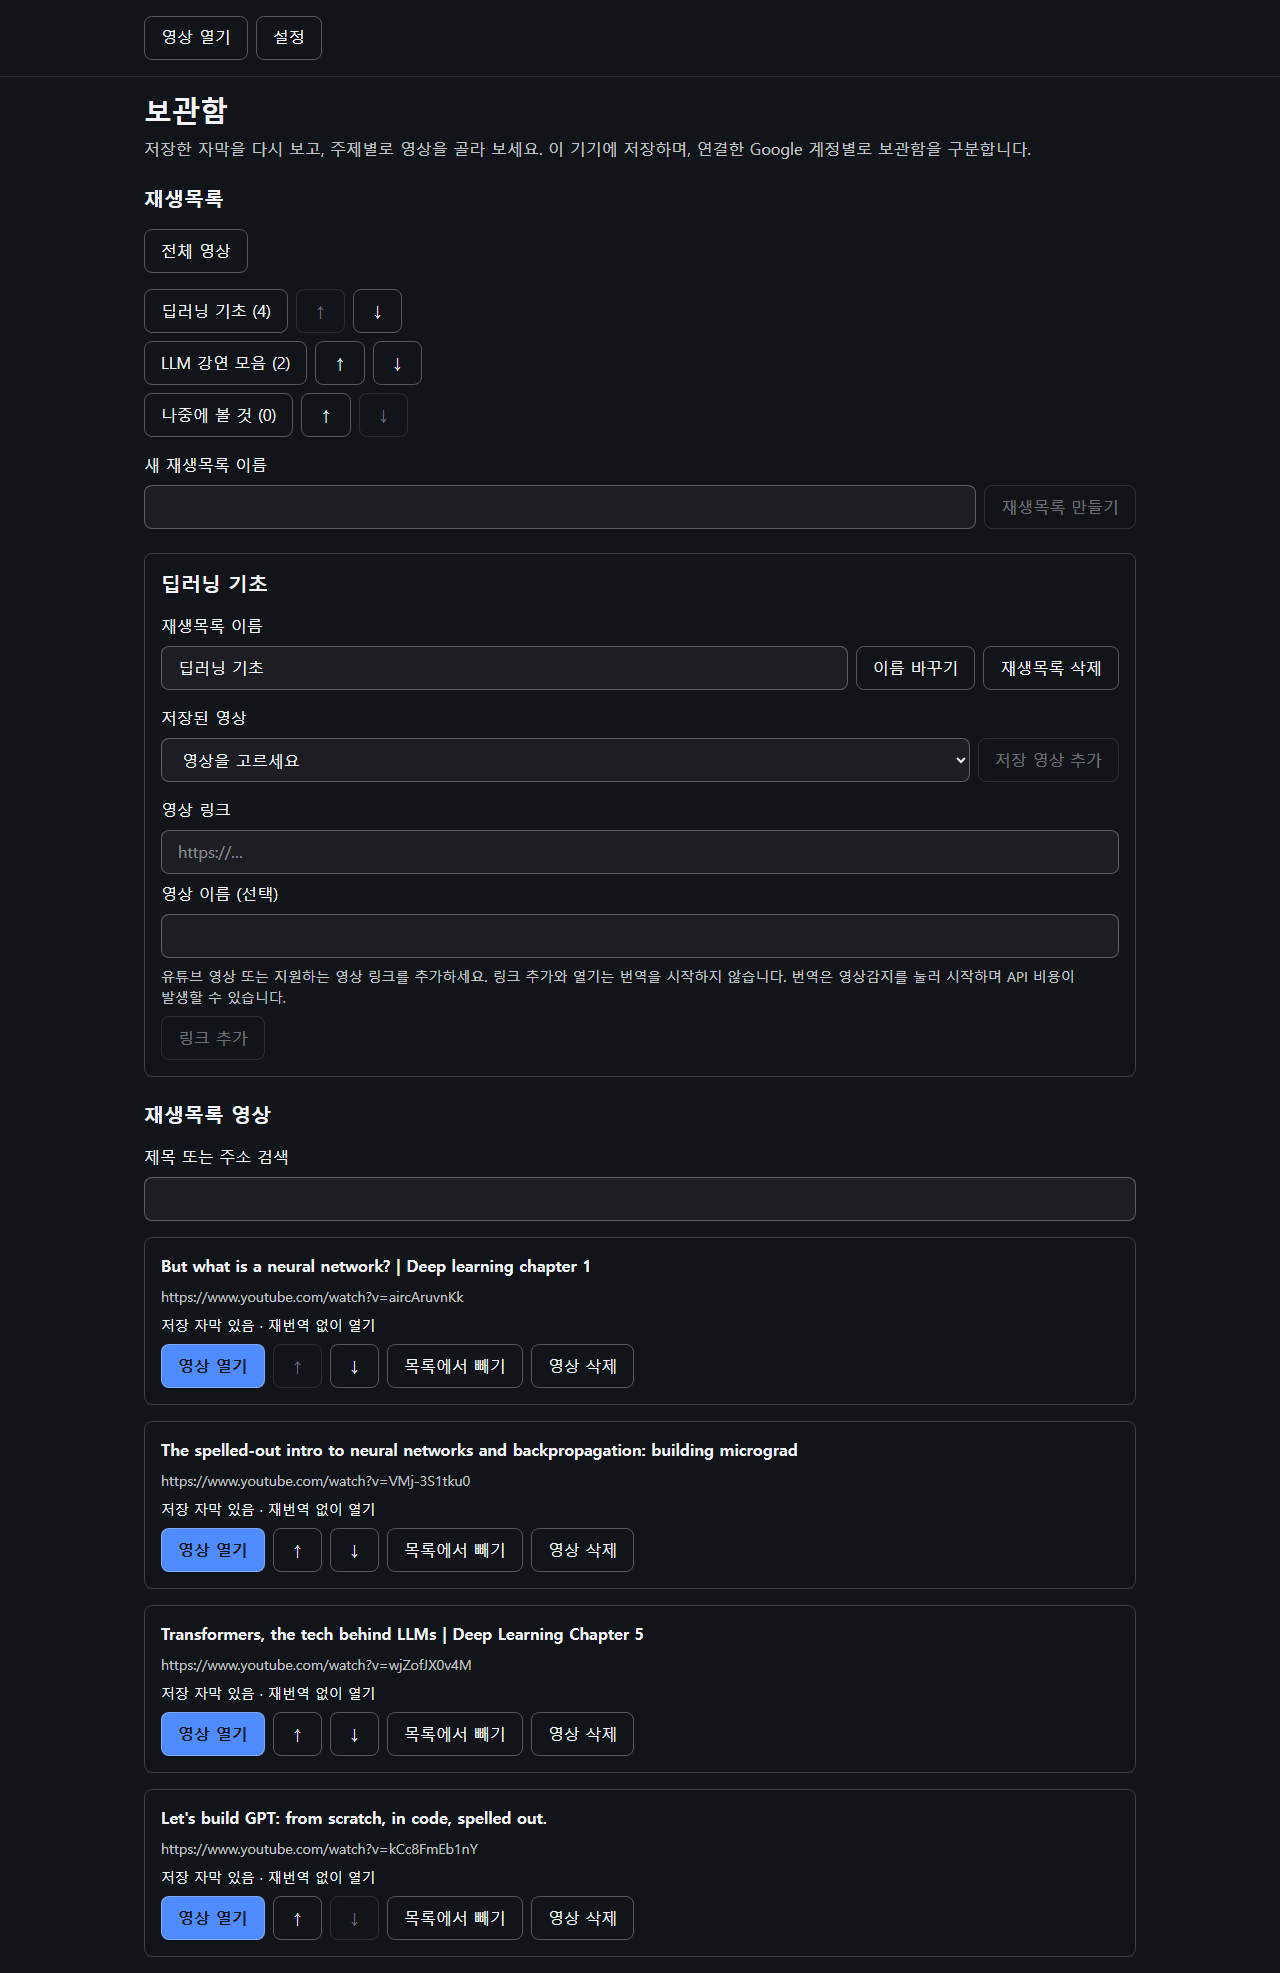 영상 열기 설정
보관함
저장한 자막을 다시 보고, 주제별로 영상을 골라 보세요. 이 기기에 저장하며, 연결한 Google 계정별로 보관함을 구분합니다.
재생목록
전체 영상
딥러닝 기초 (4) ↑ ↓
LLM 강연 모음 (2) ↑ ↓
나중에 볼 것 (0) ↑ ↓
새 재생목록 이름
재생목록 만들기
딥러닝 기초
재생목록 이름
딥러닝 기초 이름 바꾸기 재생목록 삭제
저장된 영상
영상을 고르세요 저장 영상 추가
영상 링크
https://...
영상 이름 (선택)
유튜브 영상 또는 지원하는 영상 링크를 추가하세요. 링크 추가와 열기는 번역을 시작하지 않습니다. 번역은 영상감지를 눌러 시작하며 API 비용이
발생할 수 있습니다.
링크 추가
재생목록 영상
제목 또는 주소 검색
But what is a neural network? | Deep learning chapter 1
https://www.youtube.com/watch?v=aircAruvnKk
저장 자막 있음 · 재번역 없이 열기
영상 열기 ↑ ↓ 목록에서 빼기 영상 삭제
The spelled-out intro to neural networks and backpropagation: building micrograd
https://www.youtube.com/watch?v=VMj-3S1tku0
저장 자막 있음 · 재번역 없이 열기
영상 열기 ↑ ↓ 목록에서 빼기 영상 삭제
Transformers, the tech behind LLMs | Deep Learning Chapter 5
https://www.youtube.com/watch?v=wjZofJX0v4M
저장 자막 있음 · 재번역 없이 열기
영상 열기 ↑ ↓ 목록에서 빼기 영상 삭제
Let's build GPT: from scratch, in code, spelled out.
https://www.youtube.com/watch?v=kCc8FmEb1nY
저장 자막 있음 · 재번역 없이 열기
영상 열기 ↑ ↓ 목록에서 빼기 영상 삭제